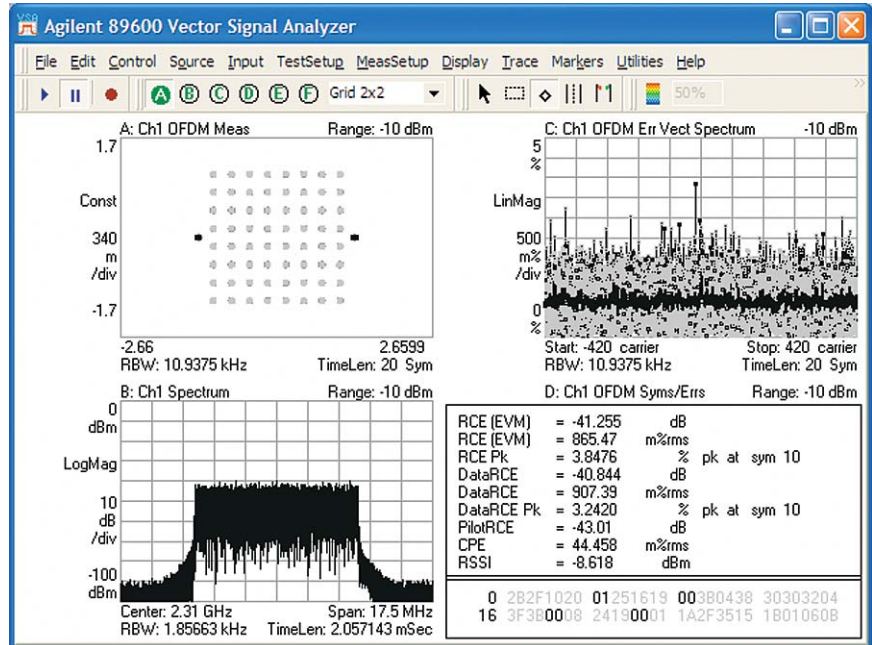 VSA
Agilent 89600 Vector Signal Analyzer
File Edit Control Source Input TestSetup MeasSetup Display Trace Markers Utilities Help
A B C D E F Grid 2x2 50%
A: Ch1 OFDM Meas Range: -10 dBm
1.7
Const
340
m
/div
-1.7
-2.66 2.6599
RBW: 10.9375 kHz TimeLen: 20 Sym
C: Ch1 OFDM Err Vect Spectrum -10 dBm
5
%
LinMag
500
m%
/div
0
%
Start: -420 carrier Stop: 420 carrier
RBW: 10.9375 kHz TimeLen: 20 Sym
B: Ch1 Spectrum Range: -10 dBm
0
dBm
LogMag
10
dB
/div
-100
dBm
Center: 2.31 GHz Span: 17.5 MHz
RBW: 1.85663 kHz TimeLen: 2.057143 mSec
D: Ch1 OFDM Syms/Errs Range: -10 dBm
RCE (EVM) = -41.255 dB
RCE (EVM) = 865.47 m%rms
RCE Pk = 3.8476 % pk at sym 10
DataRCE = -40.844 dB
DataRCE = 907.39 m%rms
DataRCE Pk = 3.2420 % pk at sym 10
PilotRCE = -43.01 dB
CPE = 44.458 m%rms
RSSI = -8.618 dBm
0 2B2F1020 01251619 003B0438 30303204
16 3F3B0008 24190001 1A2F3515 1B01060B